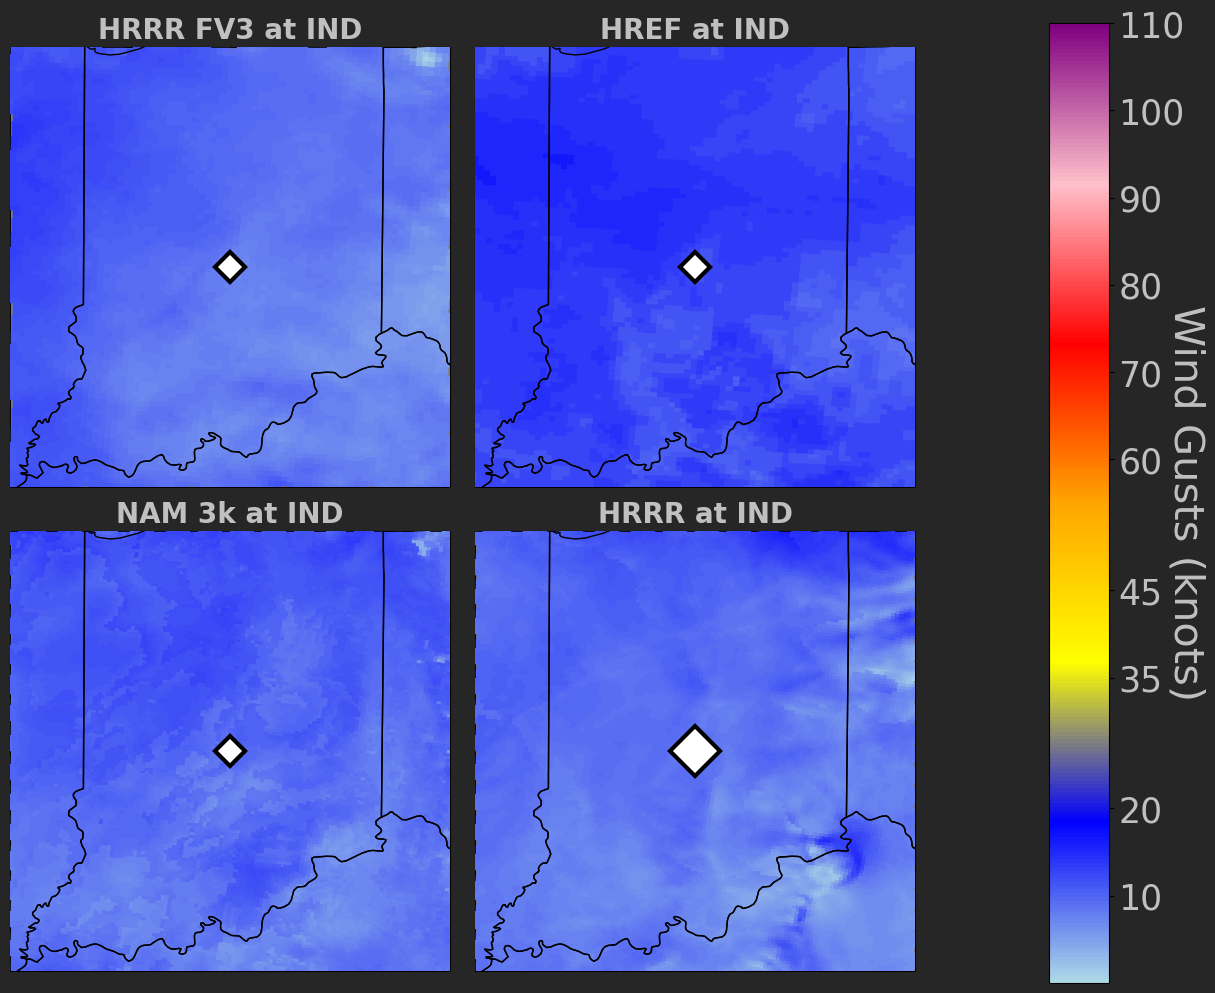 HRRR FV3 at IND
HREF at IND
NAM 3k at IND
HRRR at IND
110
100
90
80
70
60
45
35
20
10
Wind Gusts (knots)